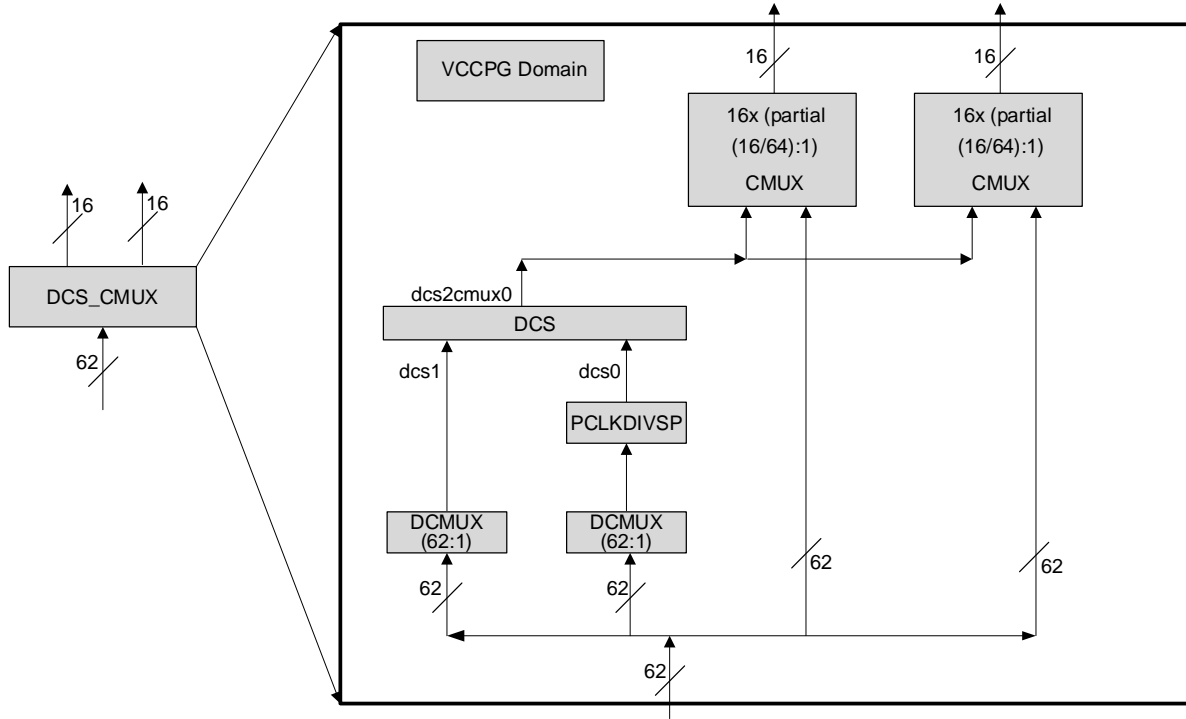 16
16
VCCPG Domain
16x (partial
(16/64):1)
CMUX
16x (partial
(16/64):1)
CMUX
16
16
DCS_CMUX
62
dcs2cmux0
DCS
dcs1
dcs0
PCLKDIVSP
DCMUX
(62:1)
DCMUX
(62:1)
62
62
62
62
62